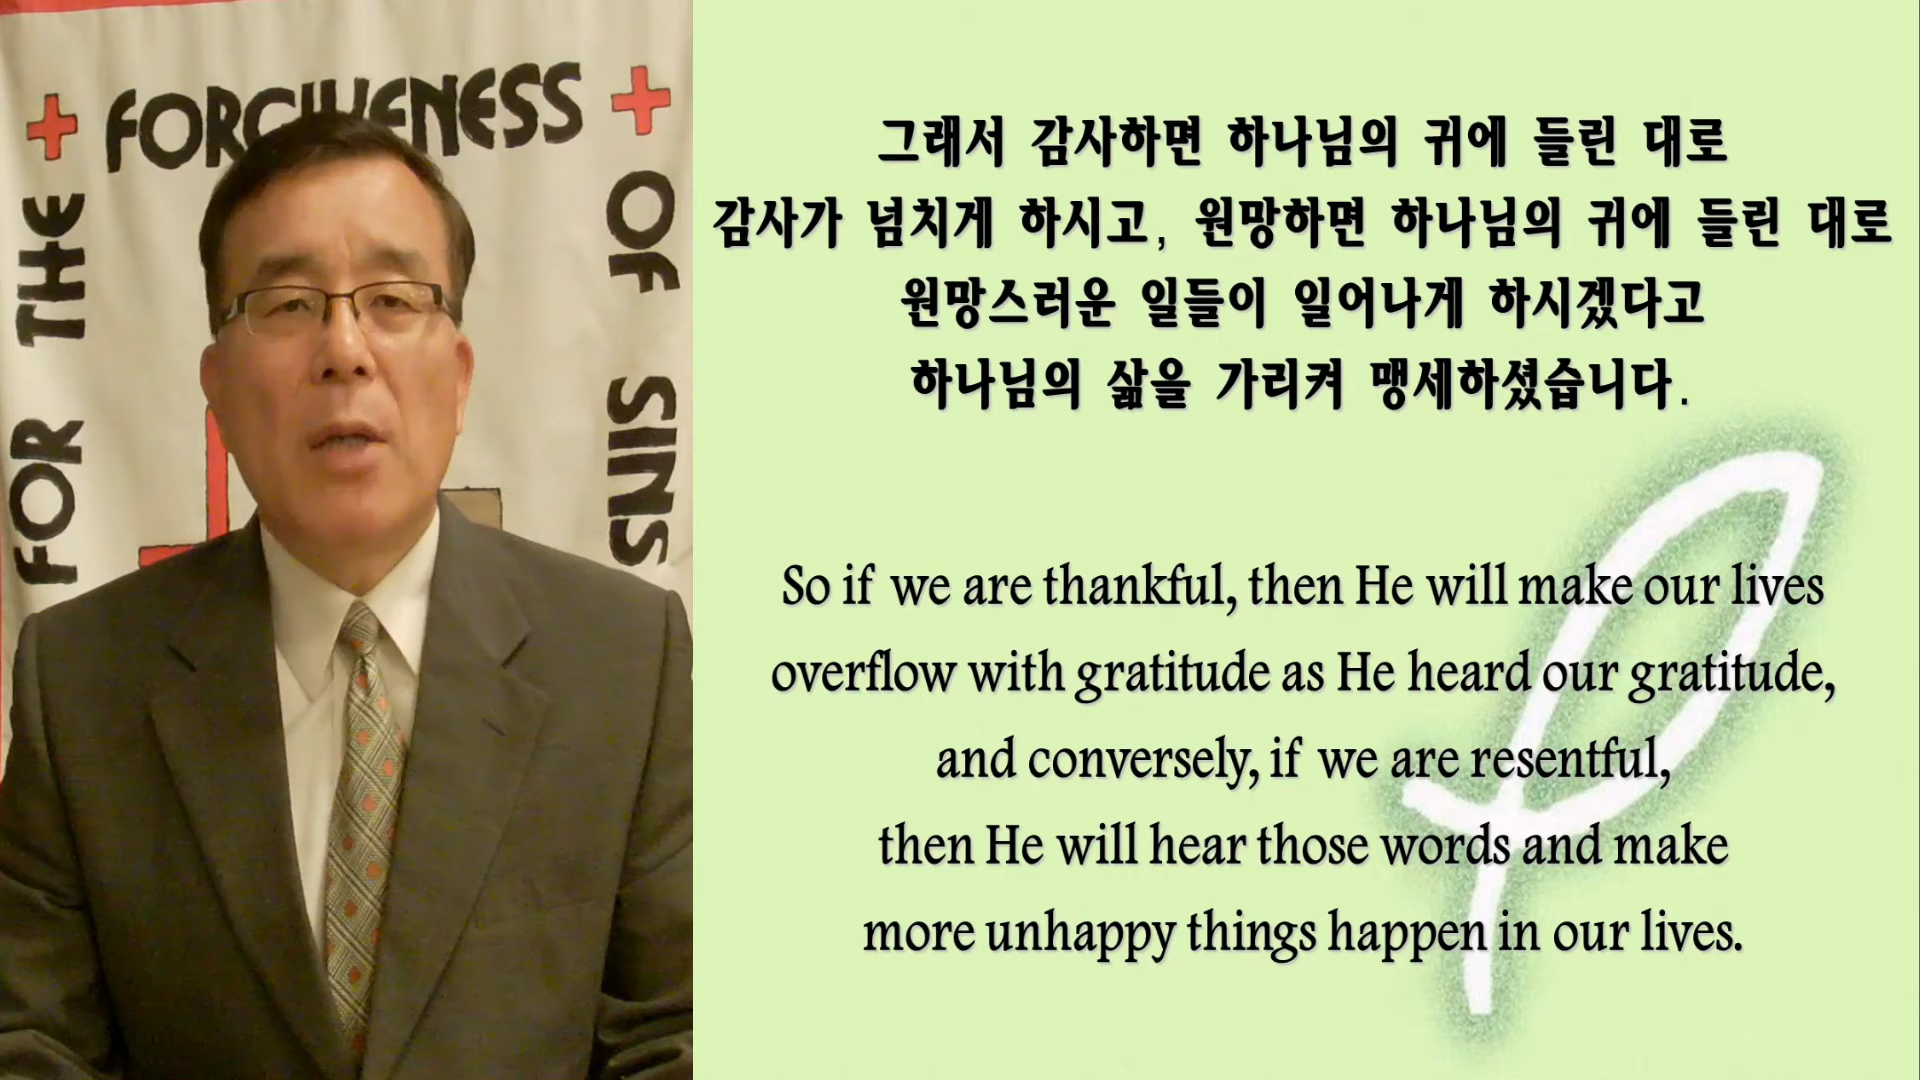 FOR THE
+ FORGIVENESS +
OF SINS
그래서 감사하면 하나님의 귀에 들린 대로
감사가 넘치게 하시고, 원망하면 하나님의 귀에 들린 대로
원망스러운 일들이 일어나게 하시겠다고
하나님의 삶을 가리켜 맹세하셨습니다.
So if we are thankful, then He will make our lives
overflow with gratitude as He heard our gratitude,
and conversely, if we are resentful,
then He will hear those words and make
more unhappy things happen in our lives.